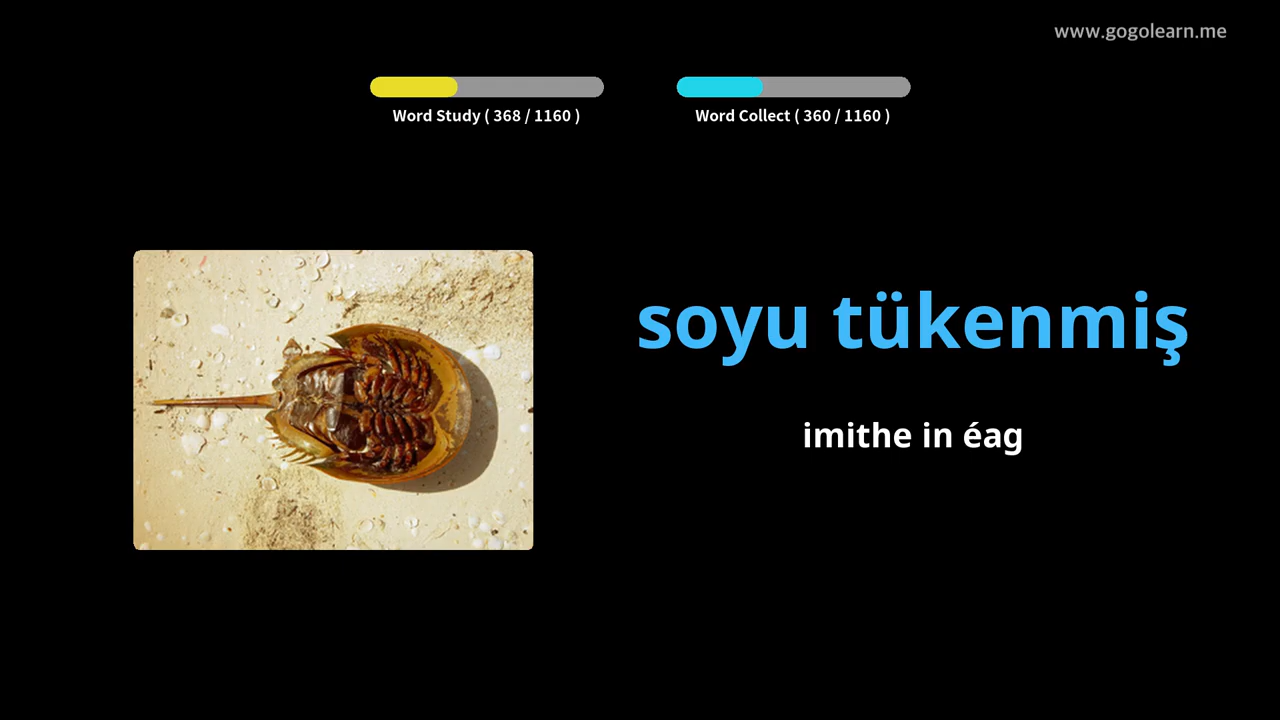 www.gogolearn.me
Word Study ( 368 / 1160 )
Word Collect ( 360 / 1160 )
soyu tükenmiş
imithe in éag